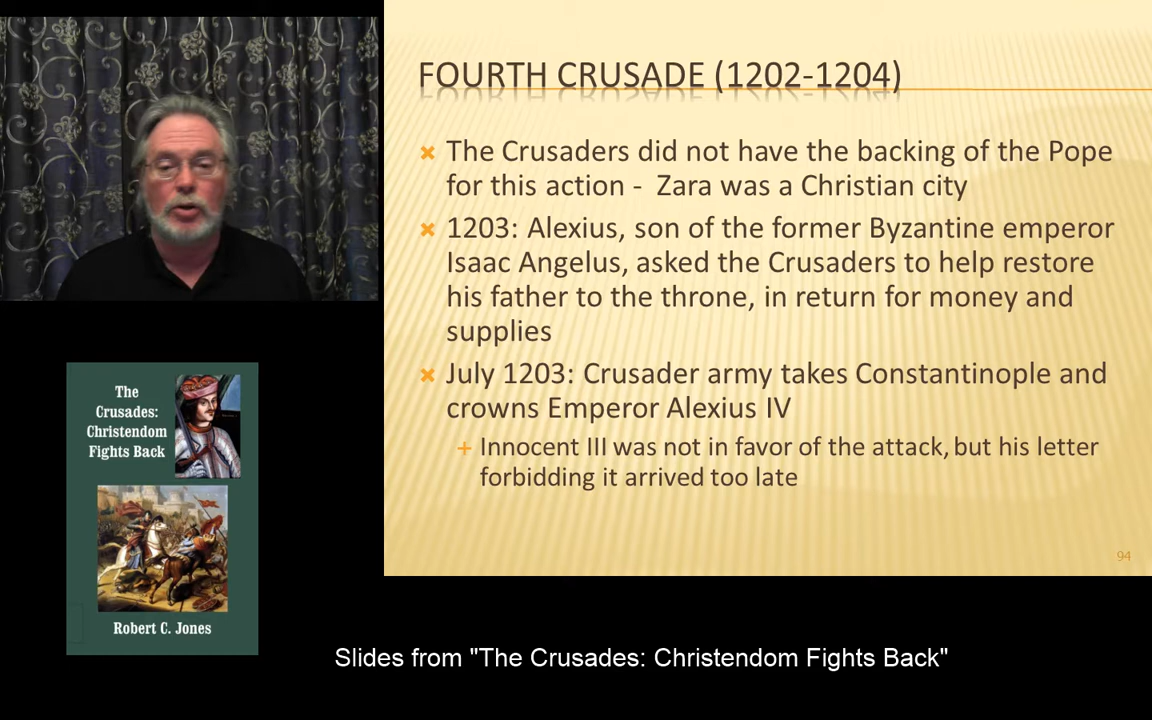 FOURTH CRUSADE (1202-1204)
× The Crusaders did not have the backing of the Pope
for this action - Zara was a Christian city
× 1203: Alexius, son of the former Byzantine emperor
Isaac Angelus, asked the Crusaders to help restore
his father to the throne, in return for money and
supplies
× July 1203: Crusader army takes Constantinople and
crowns Emperor Alexius IV
+ Innocent III was not in favor of the attack, but his letter
forbidding it arrived too late
94
The
Crusades:
Christendom
Fights Back
Robert C. Jones
Slides from "The Crusades: Christendom Fights Back"